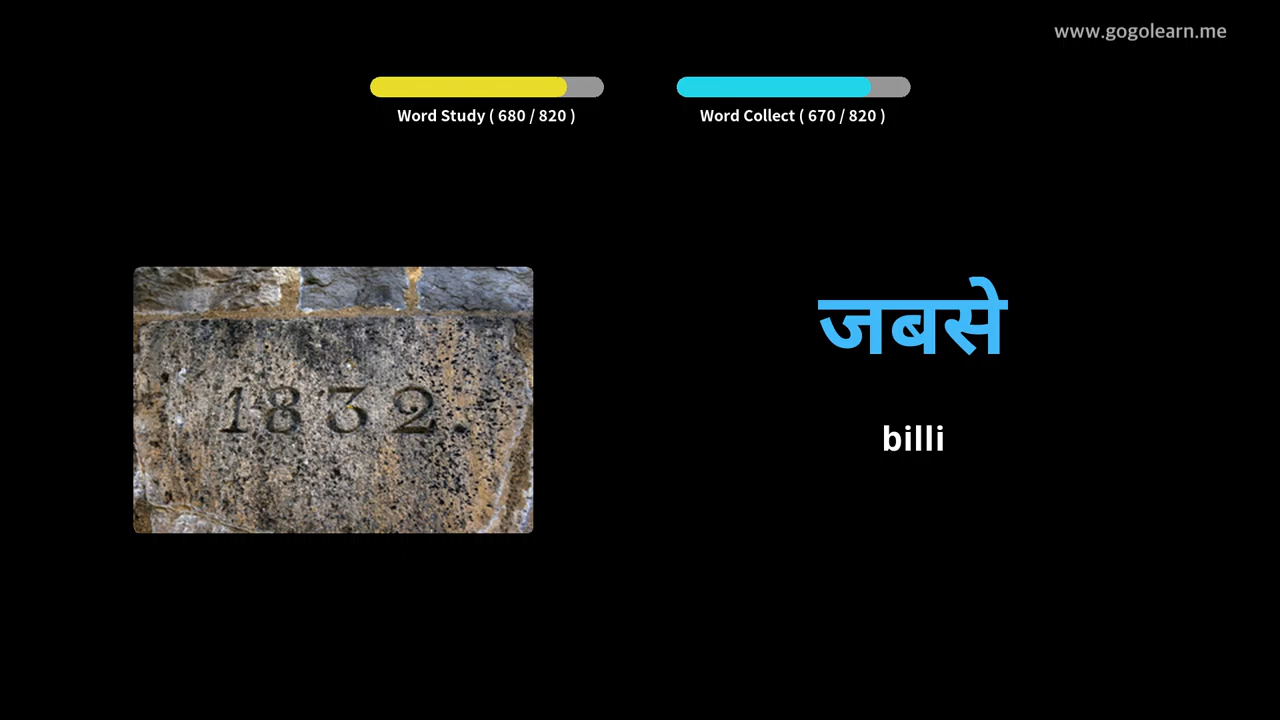 www.gogolearn.me
Word Study ( 680 / 820 )
Word Collect ( 670 / 820 )
जबसे
1832.
billi